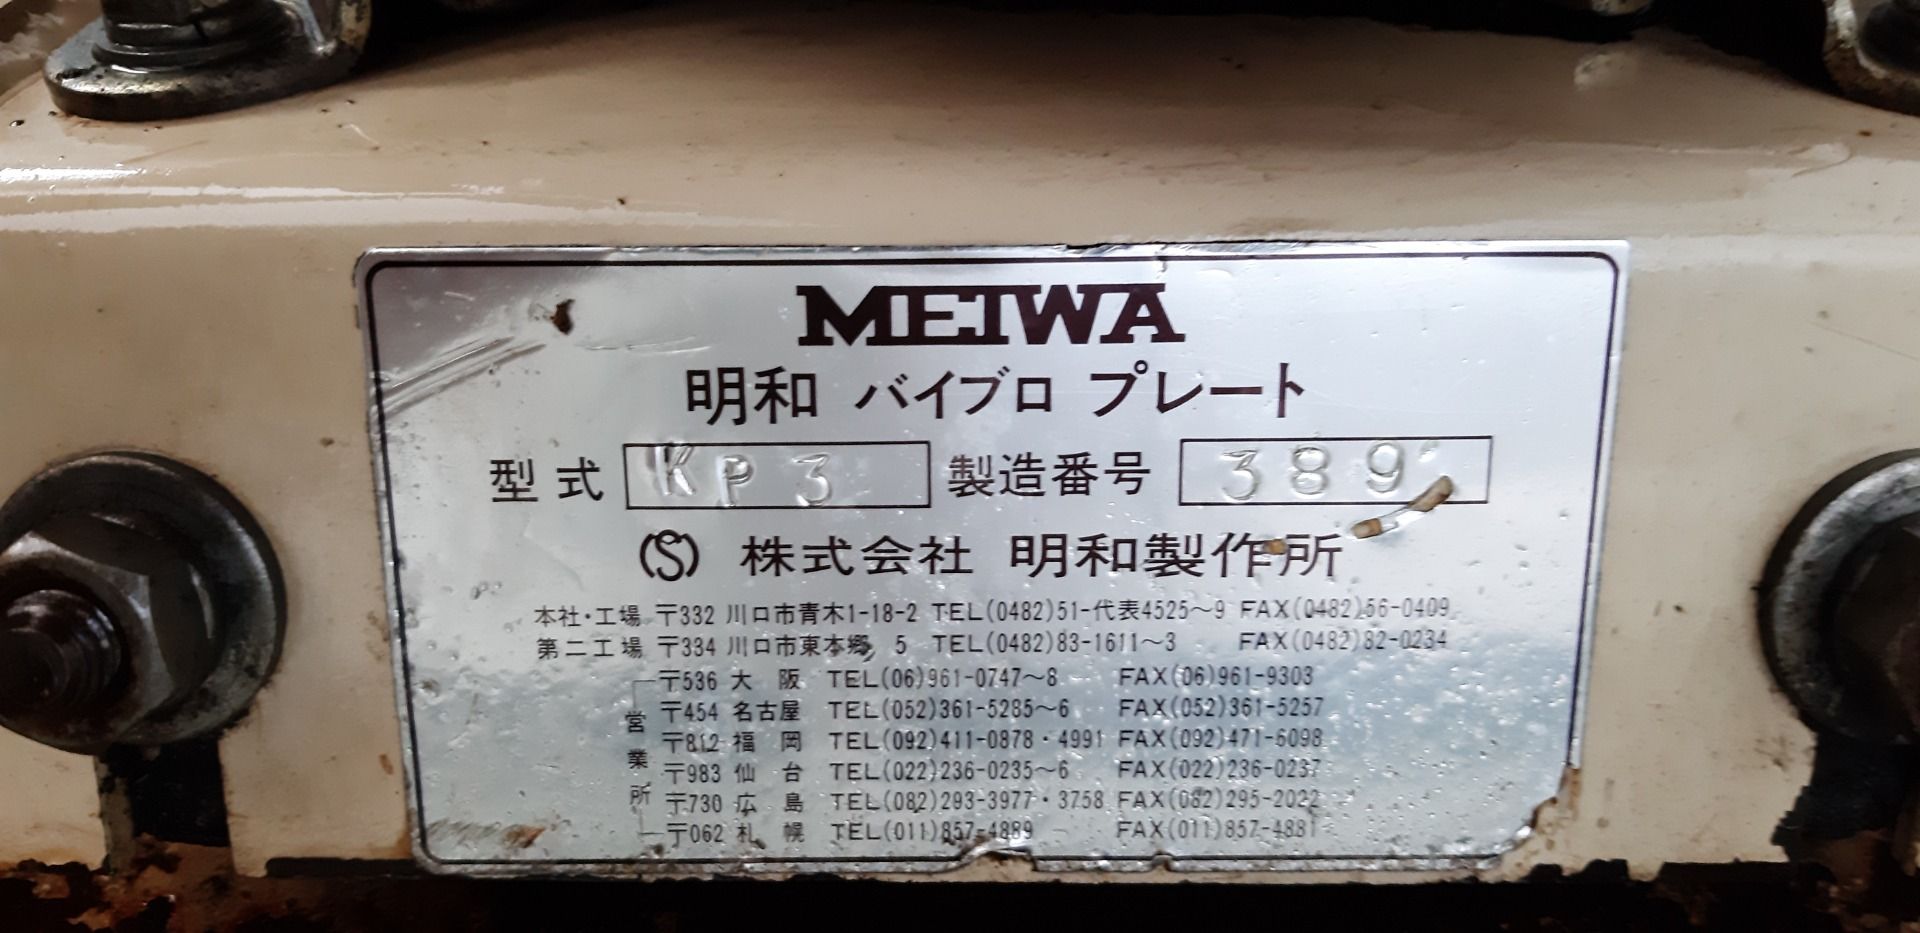 MEIWA
明和 バイブロ プレート
型式 KP3 製造番号 389
(S) 株式会社 明和製作所
本社・工場 〒332 川口市青木1-18-2 TEL(0482)51-代表4525～9 FAX(0482)56-0409
第二工場 〒334 川口市東本郷 5 TEL(0482)83-1611～3 FAX(0482)82-0234
営業所
〒536 大阪 TEL(06)961-0747～8 FAX(06)961-9303
〒454 名古屋 TEL(052)361-5285～6 FAX(052)361-5257
〒812 福岡 TEL(092)411-0878・4991 FAX(092)471-6098
〒983 仙台 TEL(022)236-0235～6 FAX(022)236-0237
〒730 広島 TEL(082)293-3977・3758 FAX(082)295-2022
〒062 札幌 TEL(011)857-4889 FAX(011)857-4881